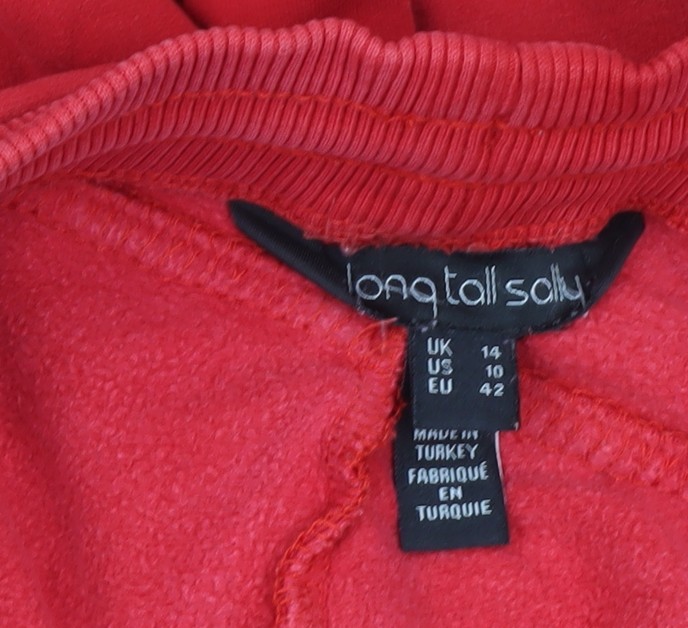 long tall sally
UK 14
US 10
EU 42
MADE IN
TURKEY
FABRIQUÉ
EN
TURQUIE